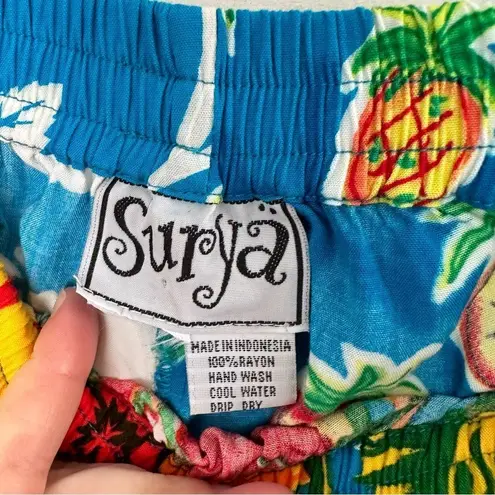 Suryä
MADE IN INDONESIA
100% RAYON
HAND WASH
COOL WATER
DRIP DRY